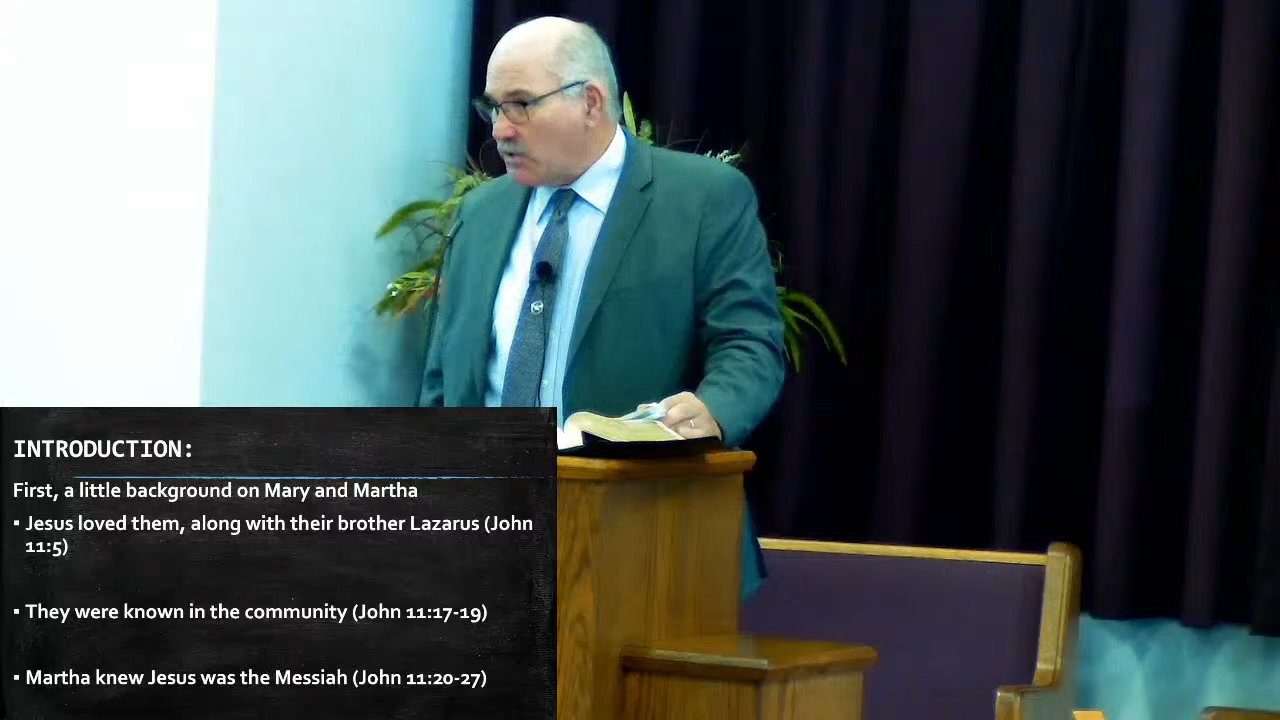 INTRODUCTION:
First, a little background on Mary and Martha
▪ Jesus loved them, along with their brother Lazarus (John
11:5)
▪ They were known in the community (John 11:17-19)
▪ Martha knew Jesus was the Messiah (John 11:20-27)